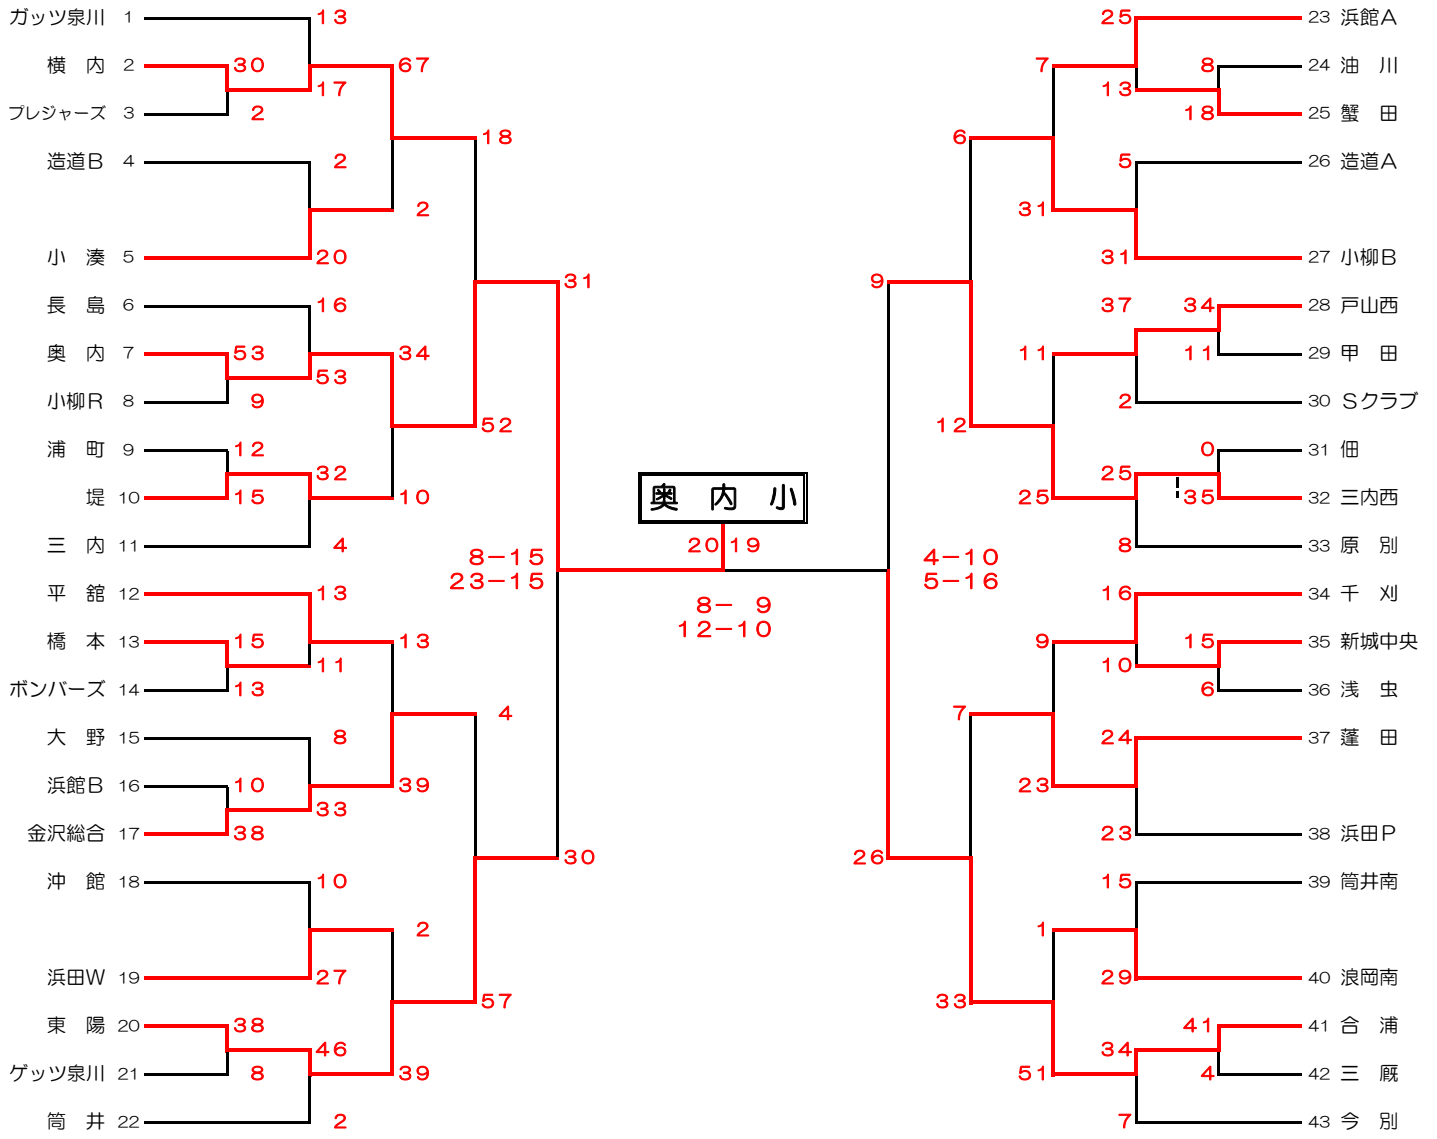 ガッツ泉川 1 13 25 23 浜館A
横 内 2 30 67 7 8 24 油 川
17 13
プレジャーズ 3 2 18 25 蟹 田
18 6
造道B 4 2 5 26 造道A
2 31
小 湊 5 20 31 27 小柳B
31 9
長 島 6 16 37 34 28 戸山西
奥 内 7 53 34 11 11 29 甲 田
53
小柳R 8 9 2 30 Sクラブ
52 12
浦 町 9 12 0 31 佃
32 25
堤 10 15 10 25 35 32 三内西
奥 内 小
三 内 11 4 20 19 8 33 原 別
8-15 4-10
23-15 5-16
平 舘 12 13 16 34 千 刈
8- 9
12-10
橋 本 13 15 13 9 15 35 新城中央
11 10
ボンバーズ 14 13 6 36 浅 虫
4 7
大 野 15 8 24 37 蓬 田
浜館B 16 10 39 23
33
金沢総合 17 38 23 38 浜田P
30 26
沖 館 18 10 15 39 筒井南
2 1
浜田W 19 27 29 40 浪岡南
57 33
東 陽 20 38 41 41 合 浦
46 34
ゲッツ泉川 21 8 39 51 4 42 三 厩
筒 井 22 2 7 43 今 別